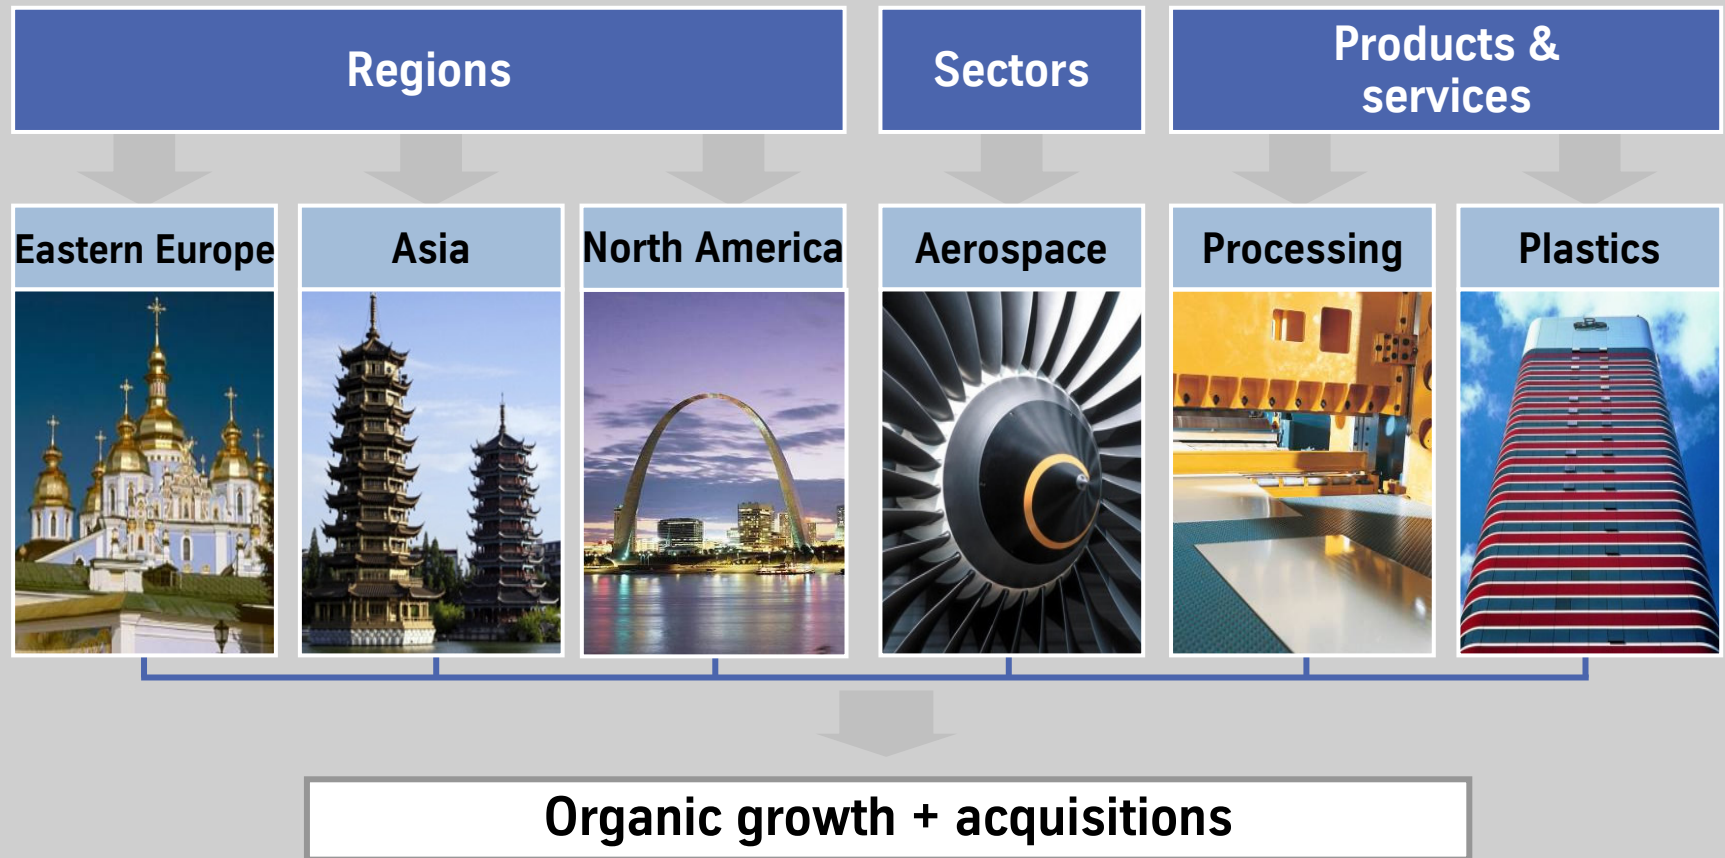 Regions
Sectors
Products &
services
Eastern Europe
Asia
North America
Aerospace
Processing
Plastics
Organic growth + acquisitions